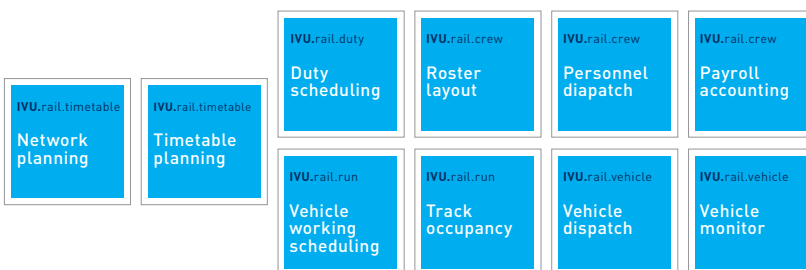 IVU.rail.timetable
Network
planning
IVU.rail.timetable
Timetable
planning
IVU.rail.duty
Duty
scheduling
IVU.rail.crew
Roster
layout
IVU.rail.crew
Personnel
diapatch
IVU.rail.crew
Payroll
accounting
IVU.rail.run
Vehicle
working
scheduling
IVU.rail.run
Track
occupancy
IVU.rail.vehicle
Vehicle
dispatch
IVU.rail.vehicle
Vehicle
monitor